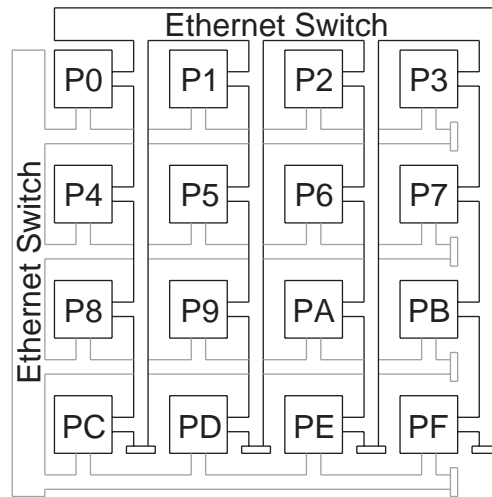 Ethernet Switch
P0 P1 P2 P3
P4 P5 P6 P7
Ethernet Switch
P8 P9 PA PB
PC PD PE PF